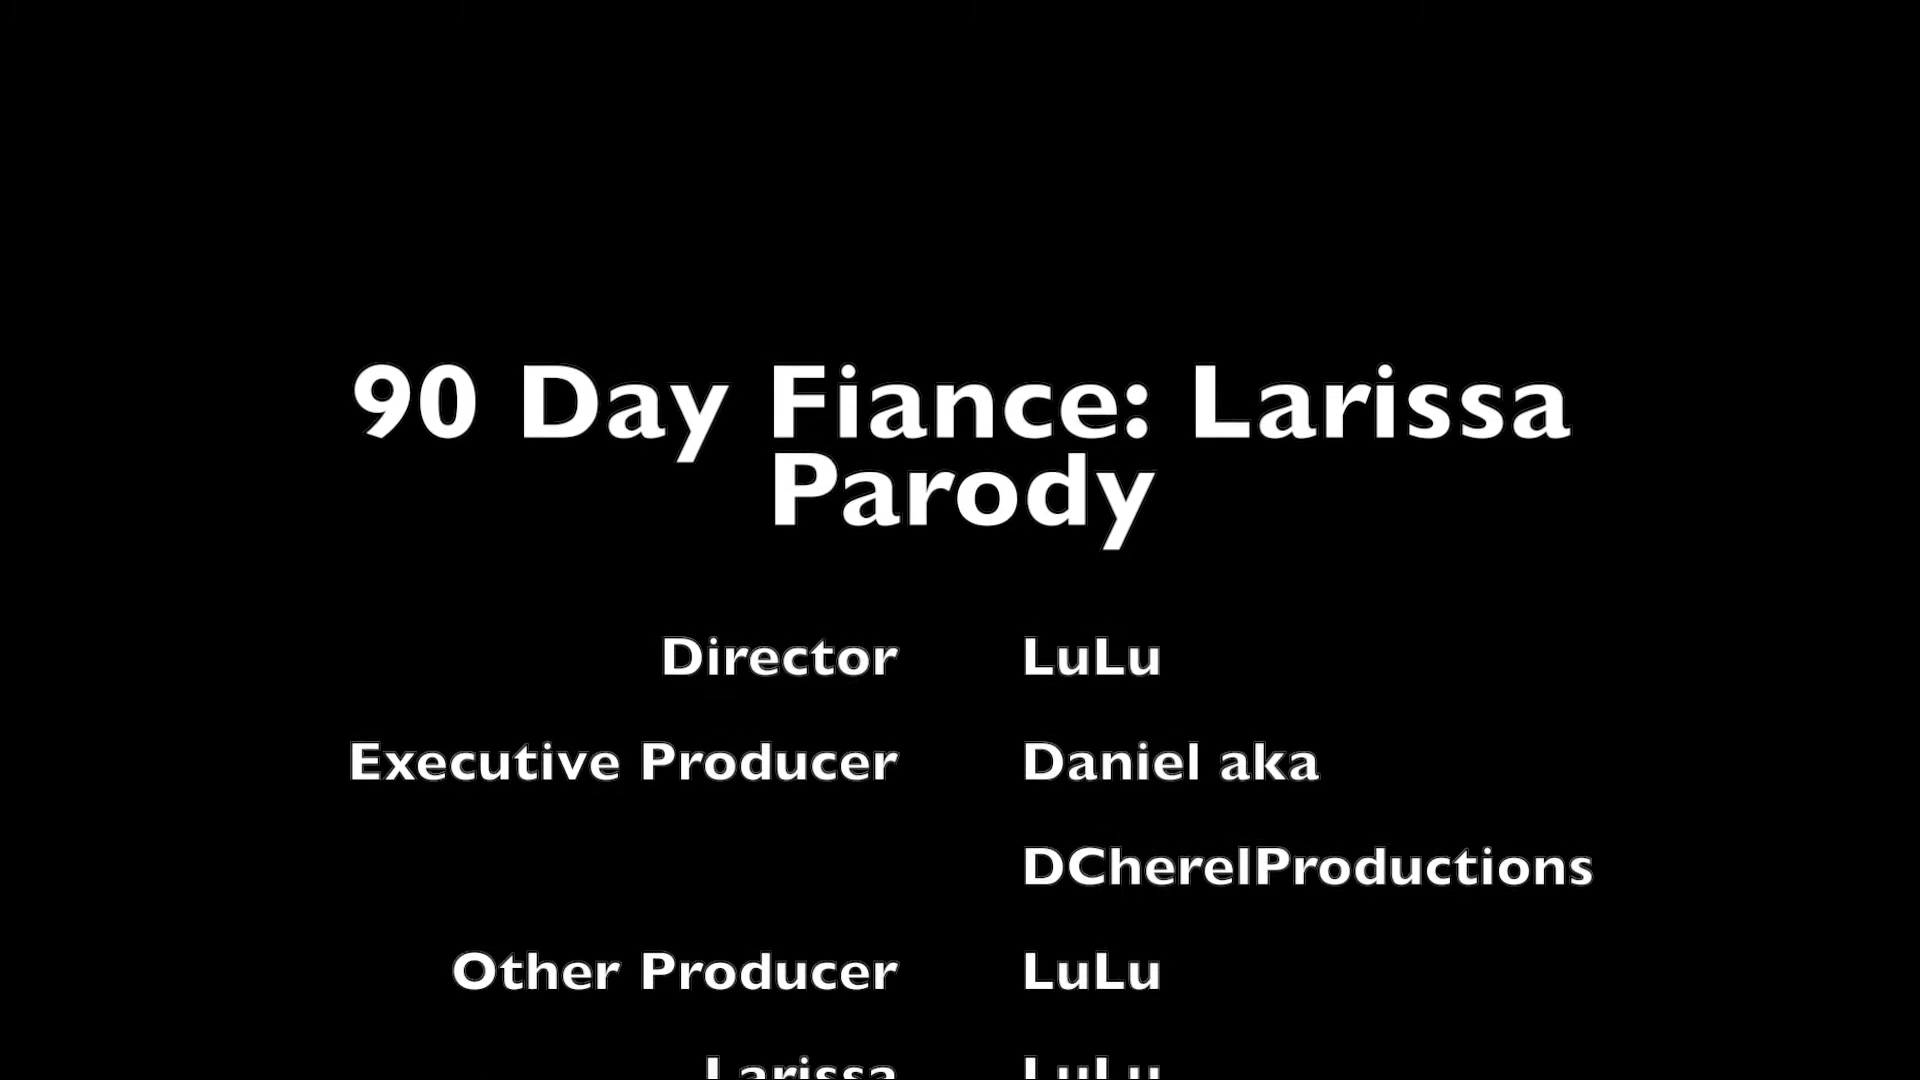 90 Day Fiance: Larissa
Parody
Director LuLu
Executive Producer Daniel aka
DCherelProductions
Other Producer LuLu
Larissa LuLu